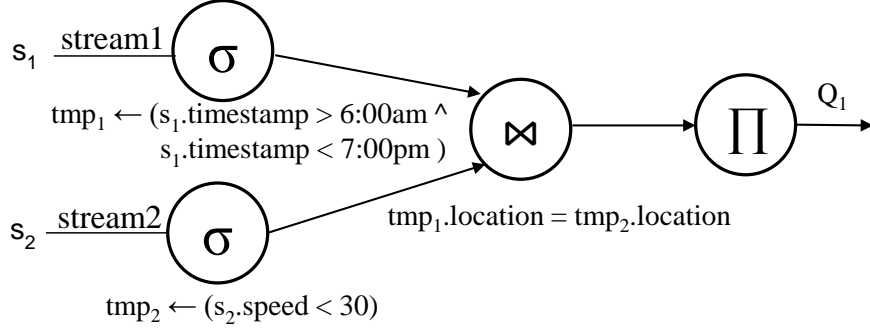 s₁ stream1 σ
tmp₁ ← (s₁.timestamp > 6:00am ^
s₁.timestamp < 7:00pm )
⋈ ∏ Q₁
s₂ stream2 σ
tmp₁.location = tmp₂.location
tmp₂ ← (s₂.speed < 30)